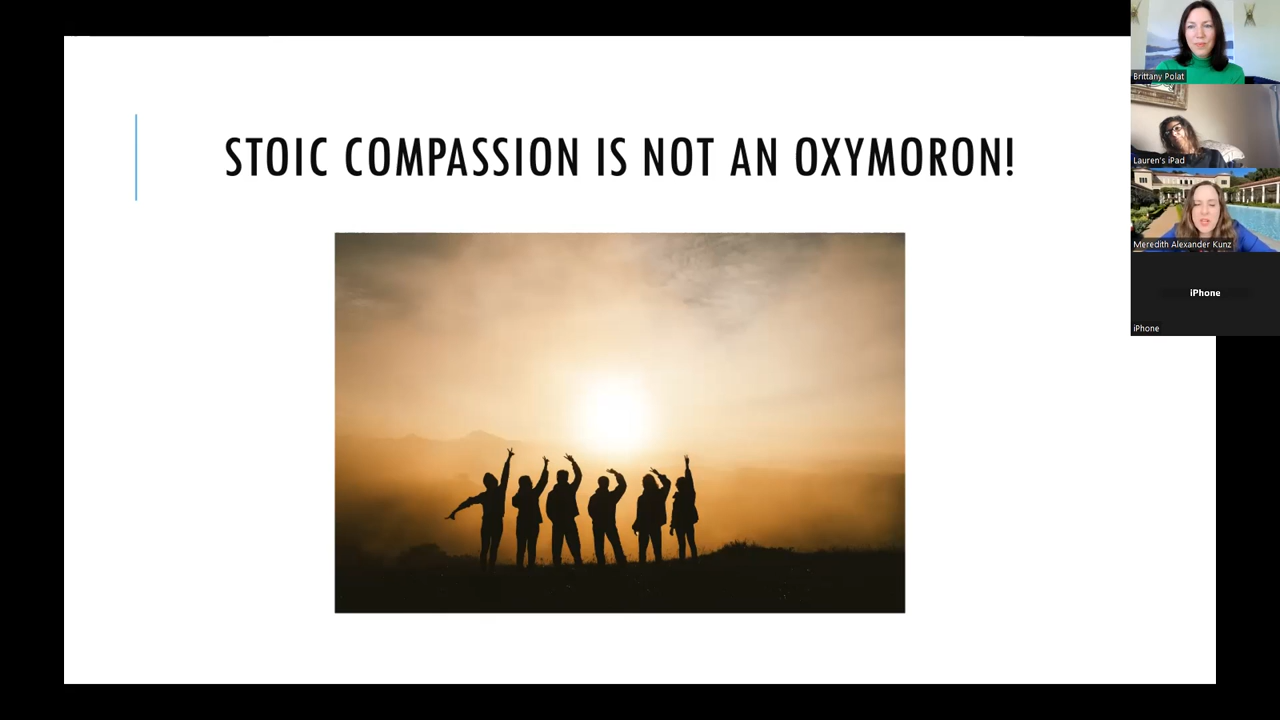 STOIC COMPASSION IS NOT AN OXYMORON!
Brittany Polat
Lauren's iPad
Meredith Alexander Kunz
iPhone
iPhone